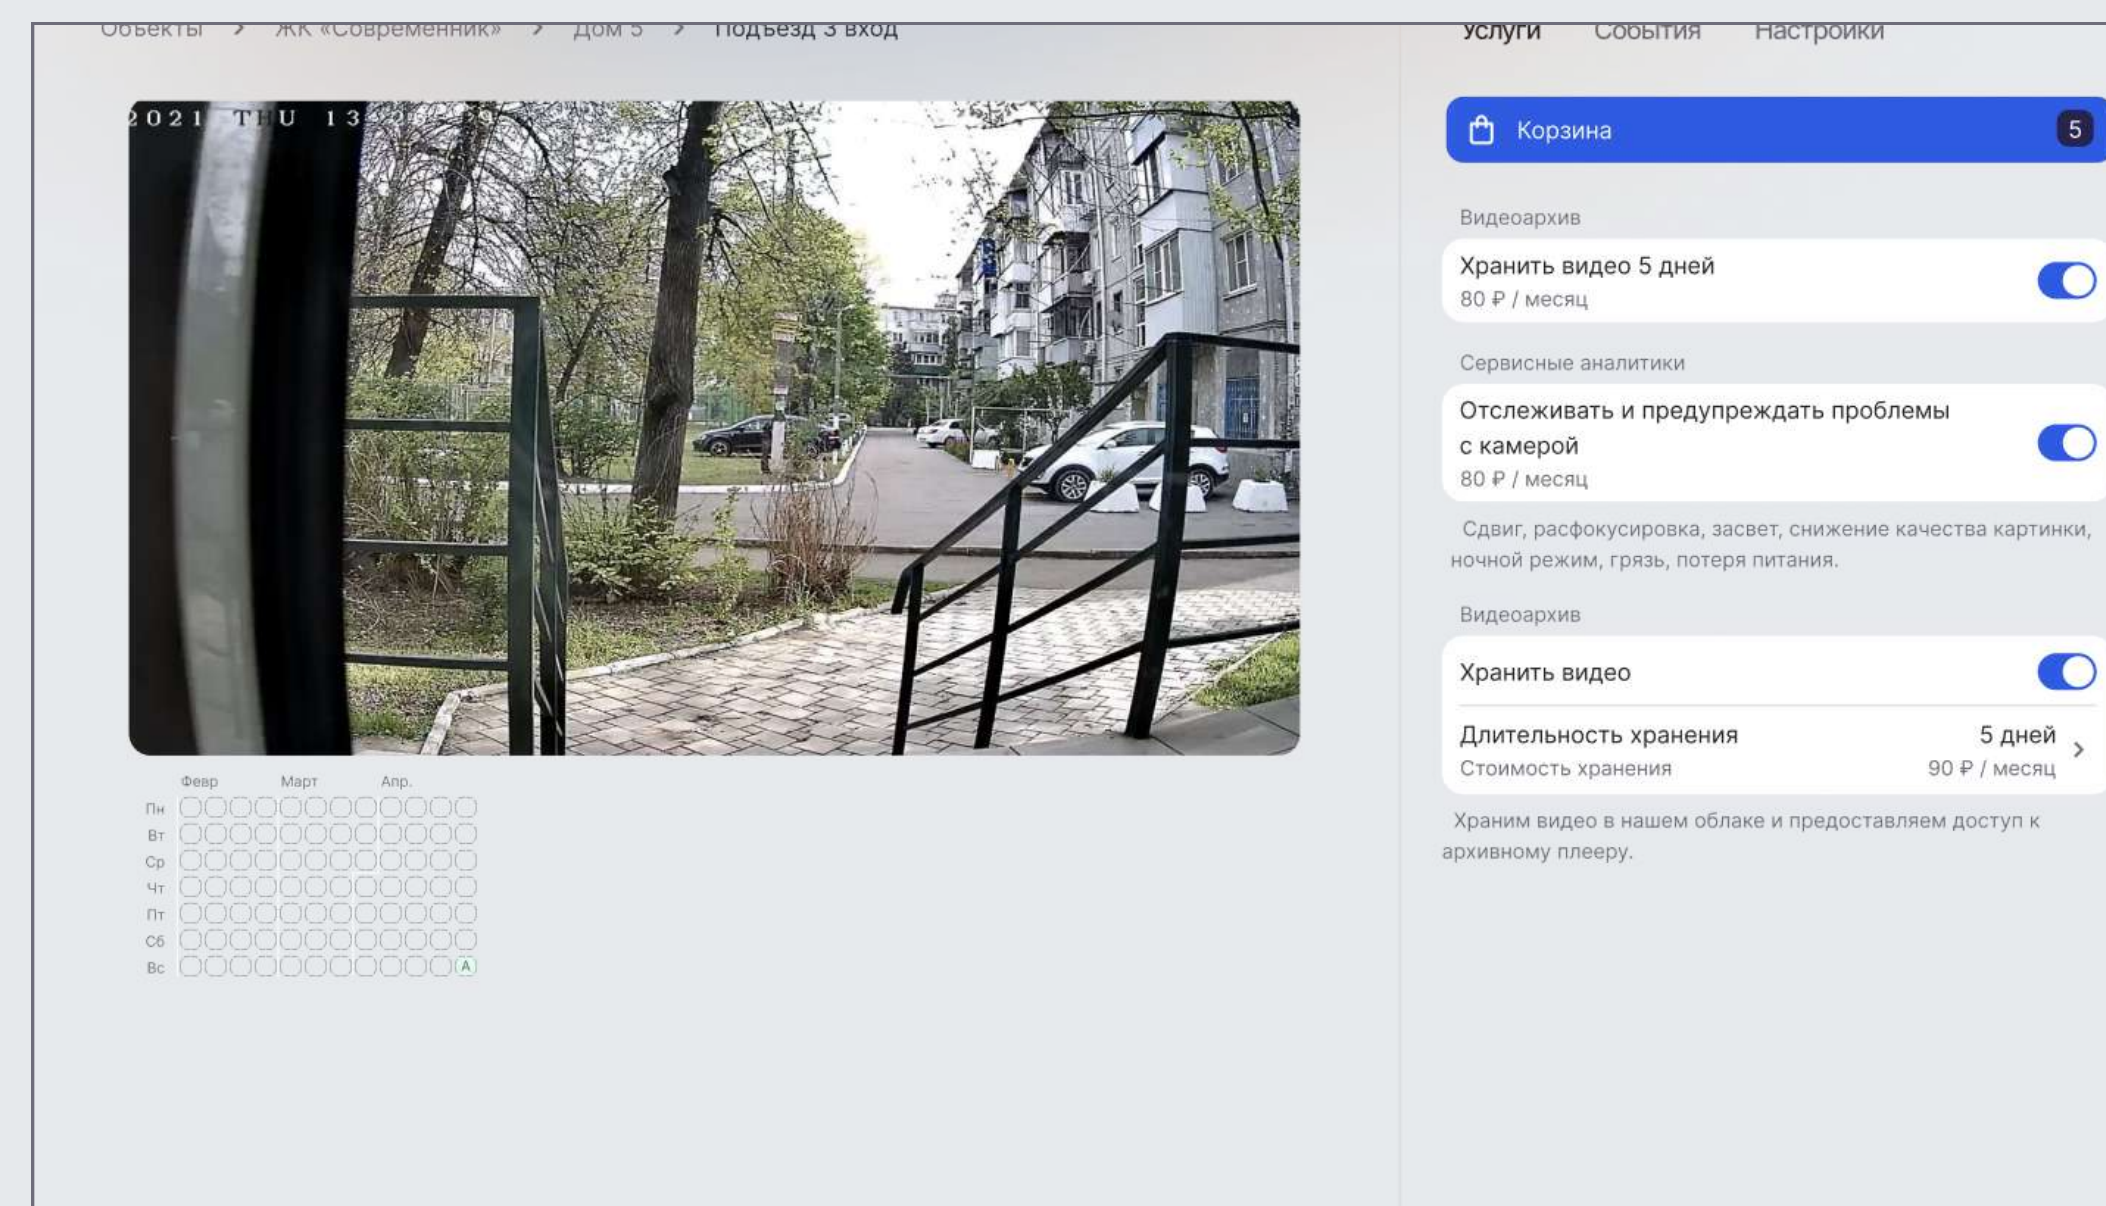 Объекты > ЖК «Современник» > Дом 5 > Подъезд 3 вход
Услуги События Настройки
2021 THU 13
Корзина 5
Видеоархив
Хранить видео 5 дней
80 ₽ / месяц
Сервисные аналитики
Отслеживать и предупреждать проблемы
с камерой
80 ₽ / месяц
Сдвиг, расфокусировка, засвет, снижение качества картинки,
ночной режим, грязь, потеря питания.
Видеоархив
Хранить видео
Длительность хранения 5 дней
Стоимость хранения 90 ₽ / месяц
Храним видео в нашем облаке и предоставляем доступ к
архивному плееру.
Февр Март Апр.
Пн
Вт
Ср
Чт
Пт
Сб
Вс A